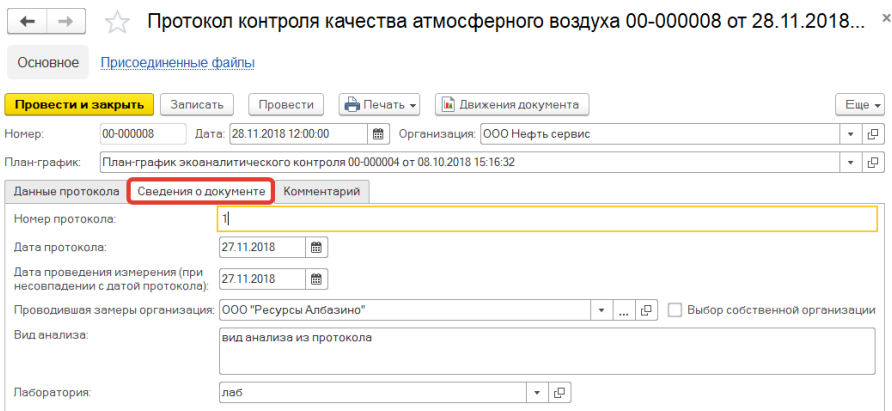 Протокол контроля качества атмосферного воздуха 00-000008 от 28.11.2018...
Основное Присоединенные файлы
Провести и закрыть Записать Провести Печать Движения документа Еще
Номер: 00-000008 Дата: 28.11.2018 12:00:00 Организация: ООО Нефть сервис
План-график: План-график экоаналитического контроля 00-000004 от 08.10.2018 15:16:32
Данные протокола Сведения о документе Комментарий
Номер протокола: 1
Дата протокола: 27.11.2018
Дата проведения измерения (при
несовпадении с датой протокола): 27.11.2018
Проводившая замеры организация: ООО "Ресурсы Албазино" ... Выбор собственной организации
Вид анализа: вид анализа из протокола
Лаборатория: лаб